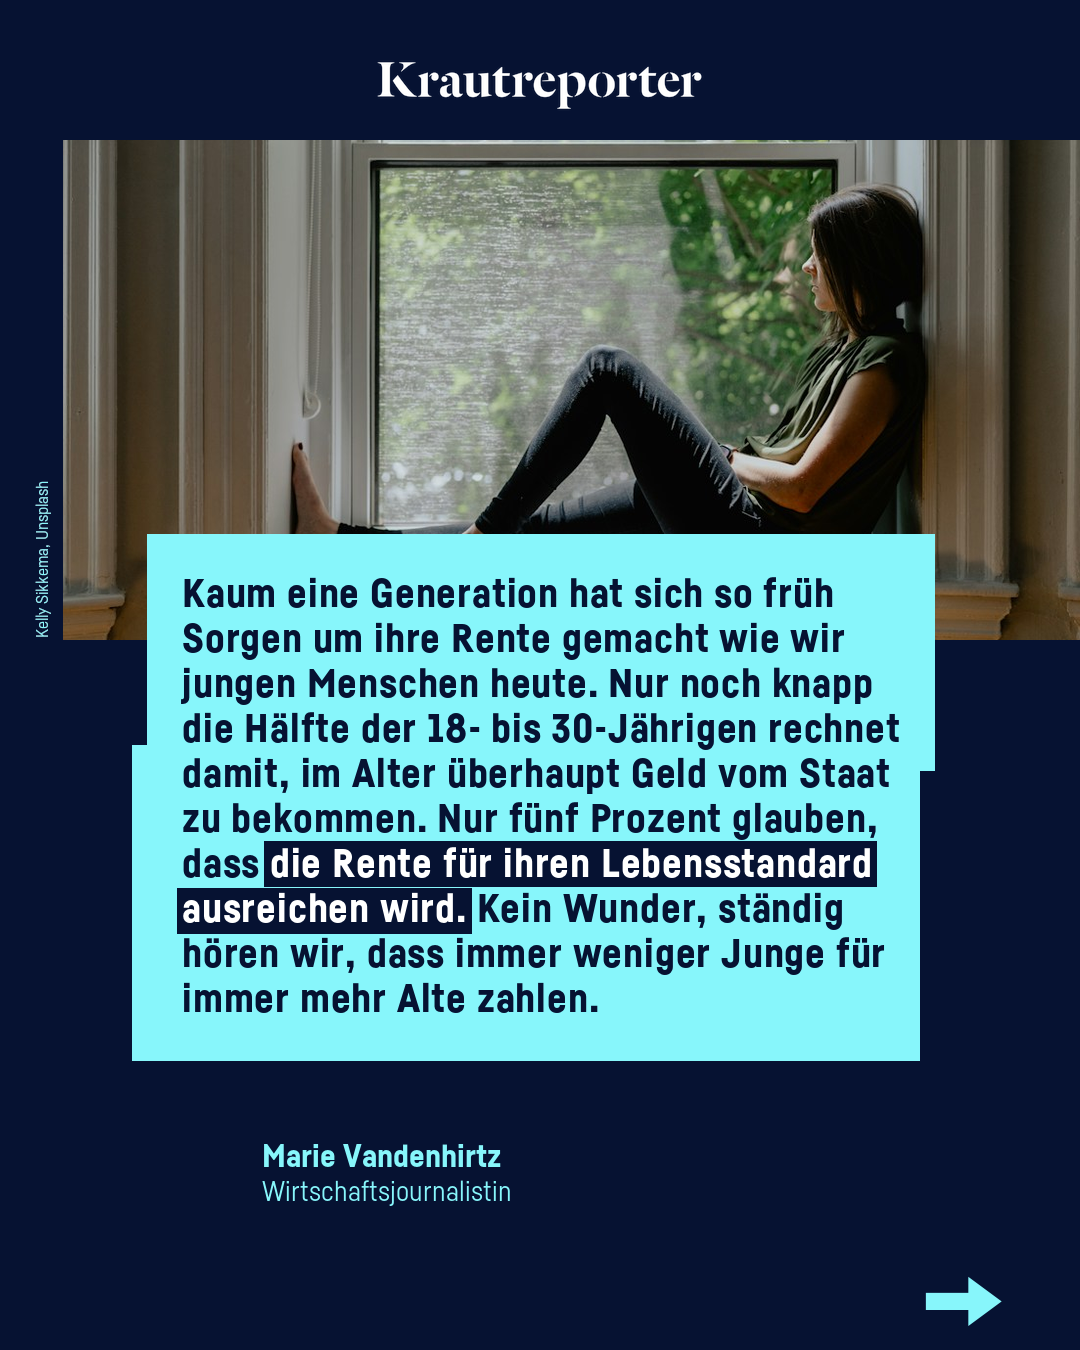 Krautreporter
Kelly Sikkema, Unsplash
Kaum eine Generation hat sich so früh
Sorgen um ihre Rente gemacht wie wir
jungen Menschen heute. Nur noch knapp
die Hälfte der 18- bis 30-Jährigen rechnet
damit, im Alter überhaupt Geld vom Staat
zu bekommen. Nur fünf Prozent glauben,
dass die Rente für ihren Lebensstandard
ausreichen wird. Kein Wunder, ständig
hören wir, dass immer weniger Junge für
immer mehr Alte zahlen.
Marie Vandenhirtz
Wirtschaftsjournalistin